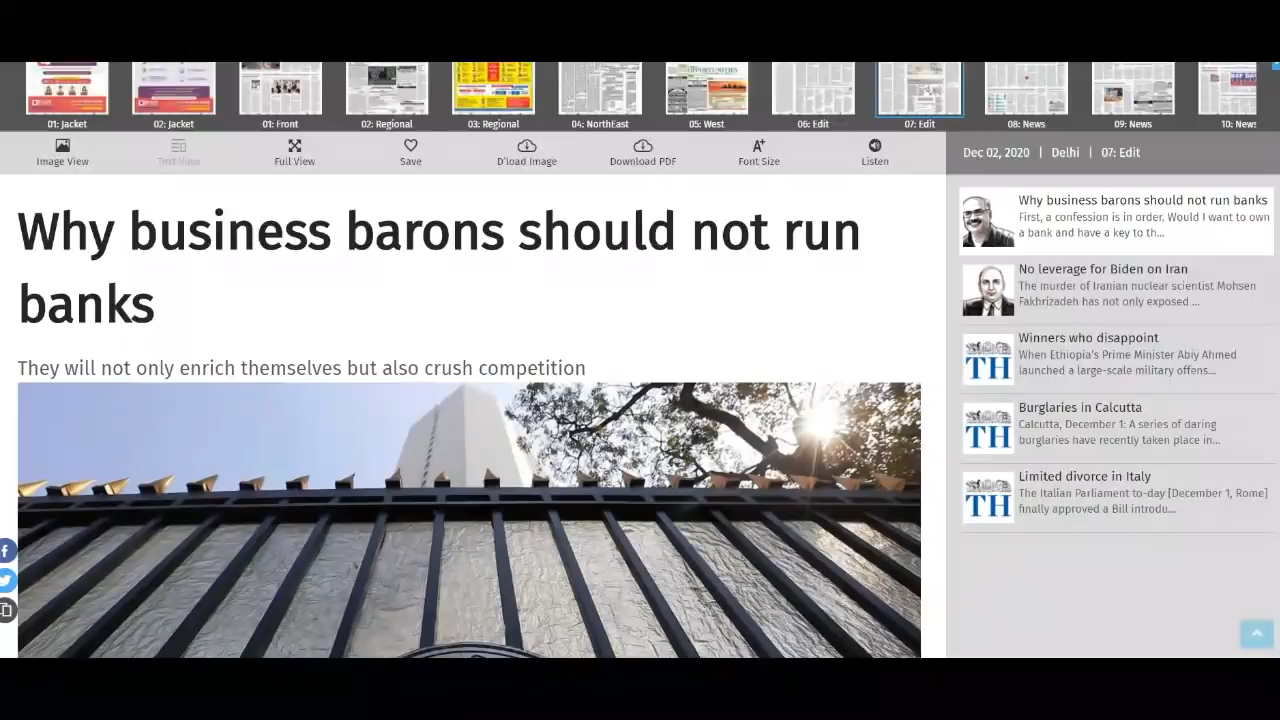 01: Jacket
02: Jacket
01: Front
02: Regional
03: Regional
04: NorthEast
05: West
06: Edit
07: Edit
08: News
09: News
10: News
OPPORTUNITIES
Image View
Text View
Full View
Save
D'load Image
Download PDF
Font Size
Listen
Dec 02, 2020 | Delhi | 07: Edit
Why business barons should not run
banks
They will not only enrich themselves but also crush competition
Why business barons should not run banks
First, a confession is in order. Would I want to own
a bank and have a key to th...
No leverage for Biden on Iran
The murder of Iranian nuclear scientist Mohsen
Fakhrizadeh has not only exposed ...
TH
Winners who disappoint
When Ethiopia's Prime Minister Abiy Ahmed
launched a large-scale military offens...
TH
Burglaries in Calcutta
Calcutta, December 1: A series of daring
burglaries have recently taken place in...
TH
Limited divorce in Italy
The Italian Parliament to-day [December 1, Rome]
finally approved a Bill introdu...